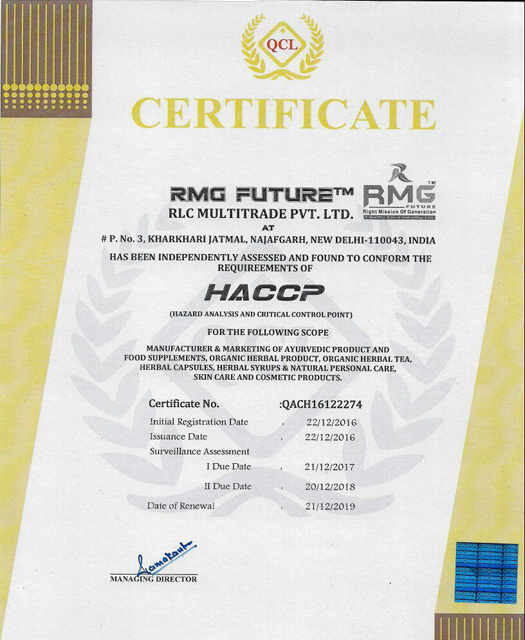 QCL
CERTIFICATE
RMG FUTURE™
RMG™
FUTURE
Right Mission Of Generation
RLC MULTITRADE PVT. LTD.
AT
# P. No. 3, KHARKHARI JATMAL, NAJAFGARH, NEW DELHI-110043, INDIA
HAS BEEN INDEPENDENTLY ASSESSED AND FOUND TO CONFORM THE
REQUIREEMENTS OF
HACCP
(HAZARD ANALYSIS AND CRITICAL CONTROL POINT)
FOR THE FOLLOWING SCOPE
MANUFACTURER & MARKETING OF AYURVEDIC PRODUCT AND
FOOD SUPPLEMENTS, ORGANIC HERBAL PRODUCT, ORGANIC HERBAL TEA,
HERBAL CAPSULES, HERBAL SYRUPS & NATURAL PERSONAL CARE,
SKIN CARE AND COSMETIC PRODUCTS.
Certificate No. :QACH16122274
Initial Registration Date : 22/12/2016
Issuance Date : 22/12/2016
Surveillance Assessment
I Due Date : 21/12/2017
II Due Date : 20/12/2018
Date of Renewal : 21/12/2019
MANAGING DIRECTOR